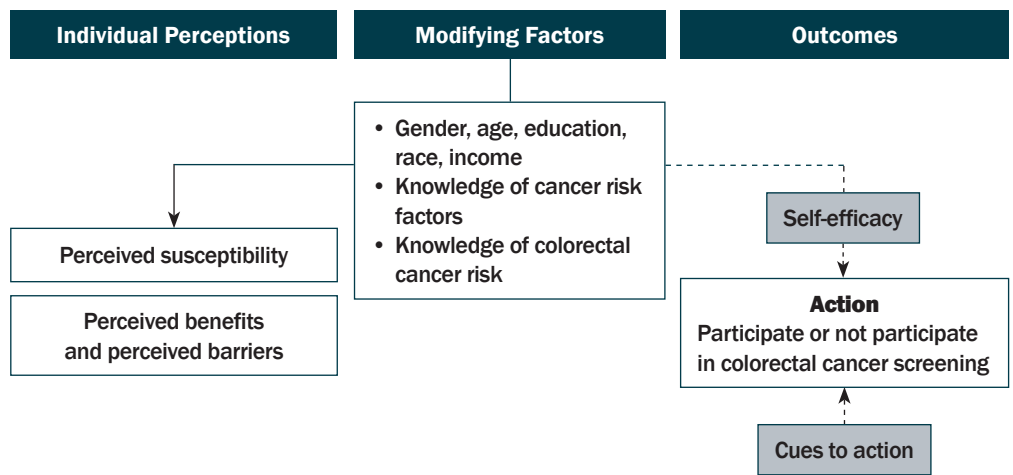 Individual Perceptions
Modifying Factors
Outcomes
• Gender, age, education,
race, income
• Knowledge of cancer risk
factors
• Knowledge of colorectal
cancer risk
Perceived susceptibility
Perceived benefits
and perceived barriers
Self-efficacy
Action
Participate or not participate
in colorectal cancer screening
Cues to action